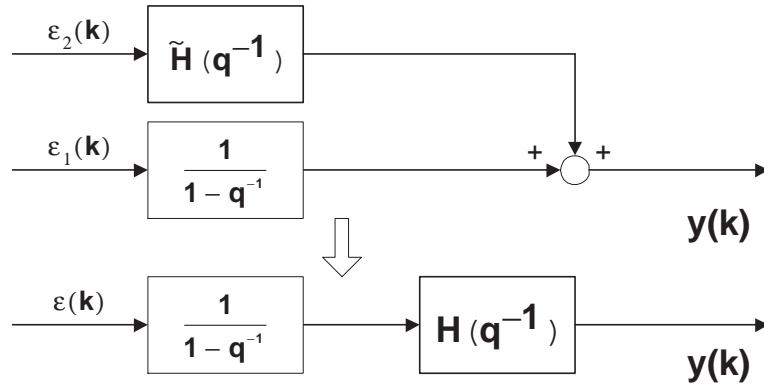 ε₂(k)
H̃(q⁻¹)
ε₁(k)
1
1 − q⁻¹
+ +
y(k)
ε(k)
1
1 − q⁻¹
H(q⁻¹)
y(k)